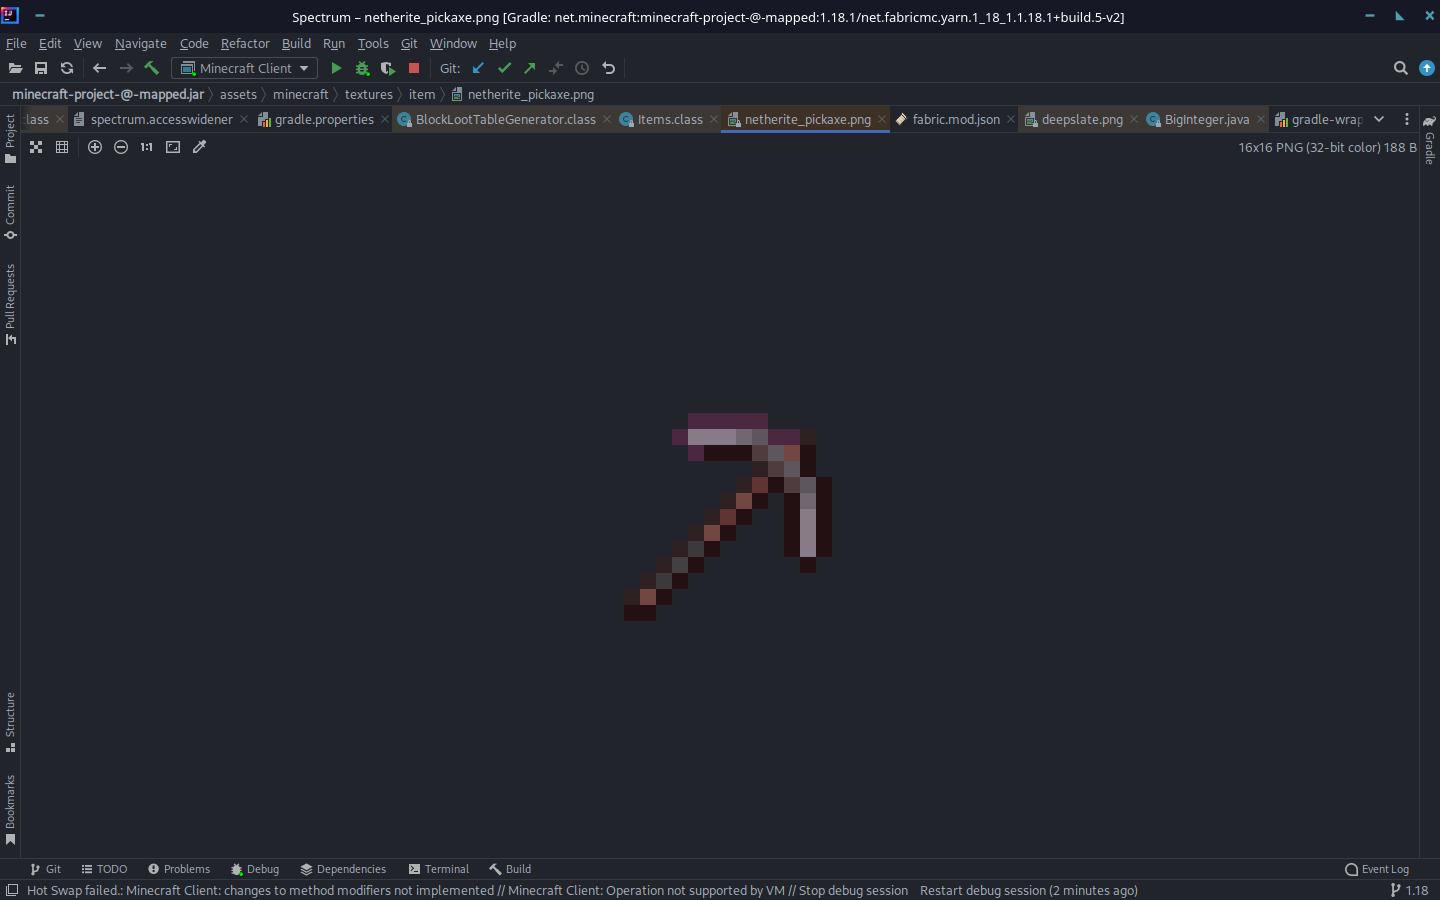 Spectrum – netherite_pickaxe.png [Gradle: net.minecraft:minecraft-project-@-mapped:1.18.1/net.fabricmc.yarn.1_18_1.1.18.1+build.5-v2]
File Edit View Navigate Code Refactor Build Run Tools Git Window Help
Minecraft Client Git: 1:1
minecraft-project-@-mapped.jar assets minecraft textures item netherite_pickaxe.png
lass spectrum.accesswidener gradle.properties BlockLootTableGenerator.class Items.class netherite_pickaxe.png fabric.mod.json deepslate.png BigInteger.java gradle-wrap
16x16 PNG (32-bit color) 188 B
Project
Commit
Pull Requests
Structure
Bookmarks
Gradle
Git TODO Problems Debug Dependencies Terminal Build Event Log
Hot Swap failed.: Minecraft Client: changes to method modifiers not implemented // Minecraft Client: Operation not supported by VM // Stop debug session Restart debug session (2 minutes ago) 1.18